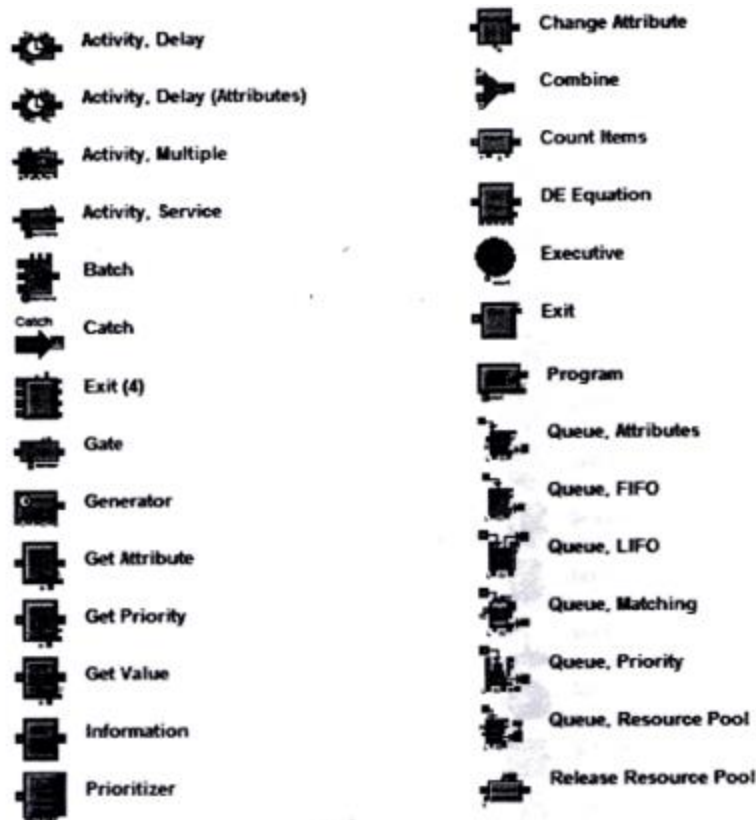 Activity, Delay
Activity, Delay (Attributes)
Activity, Multiple
Activity, Service
Batch
Catch
Catch
Exit (4)
Gate
Generator
Get Attribute
Get Priority
Get Value
Information
Prioritizer
Change Attribute
Combine
Count Items
DE Equation
Executive
Exit
Program
Queue, Attributes
Queue, FIFO
Queue, LIFO
Queue, Matching
Queue, Priority
Queue, Resource Pool
Release Resource Pool